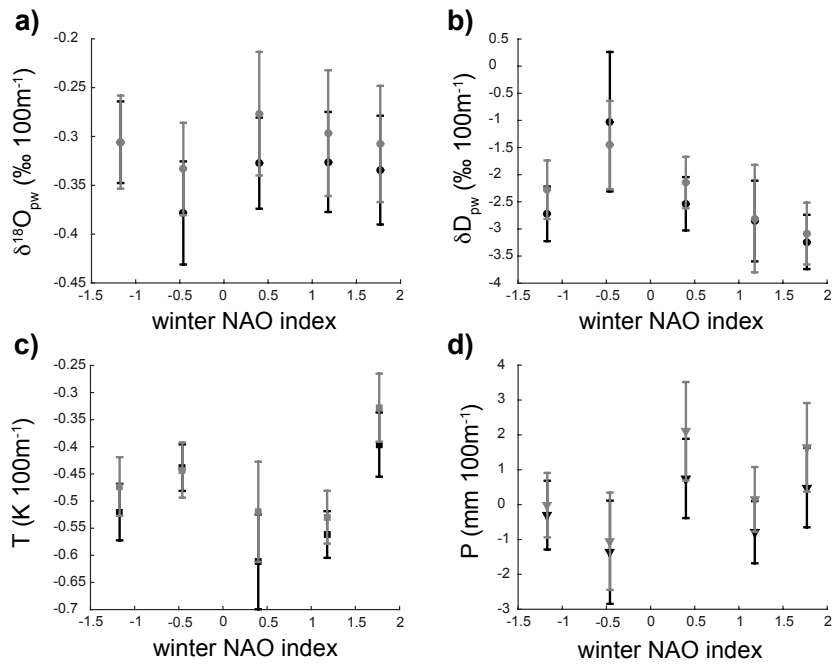 a)
-0.2
-0.25
-0.3
-0.35
-0.4
-0.45
δ¹⁸O_pw (‰ 100m⁻¹)
-1.5 -1 -0.5 0 0.5 1 1.5 2
winter NAO index
b)
0.5
0
-0.5
-1
-1.5
-2
-2.5
-3
-3.5
-4
δD_pw (‰ 100m⁻¹)
-1.5 -1 -0.5 0 0.5 1 1.5 2
winter NAO index
c)
-0.25
-0.3
-0.35
-0.4
-0.45
-0.5
-0.55
-0.6
-0.65
-0.7
T (K 100m⁻¹)
-1.5 -1 -0.5 0 0.5 1 1.5 2
winter NAO index
d)
4
3
2
1
0
-1
-2
-3
P (mm 100m⁻¹)
-1.5 -1 -0.5 0 0.5 1 1.5 2
winter NAO index